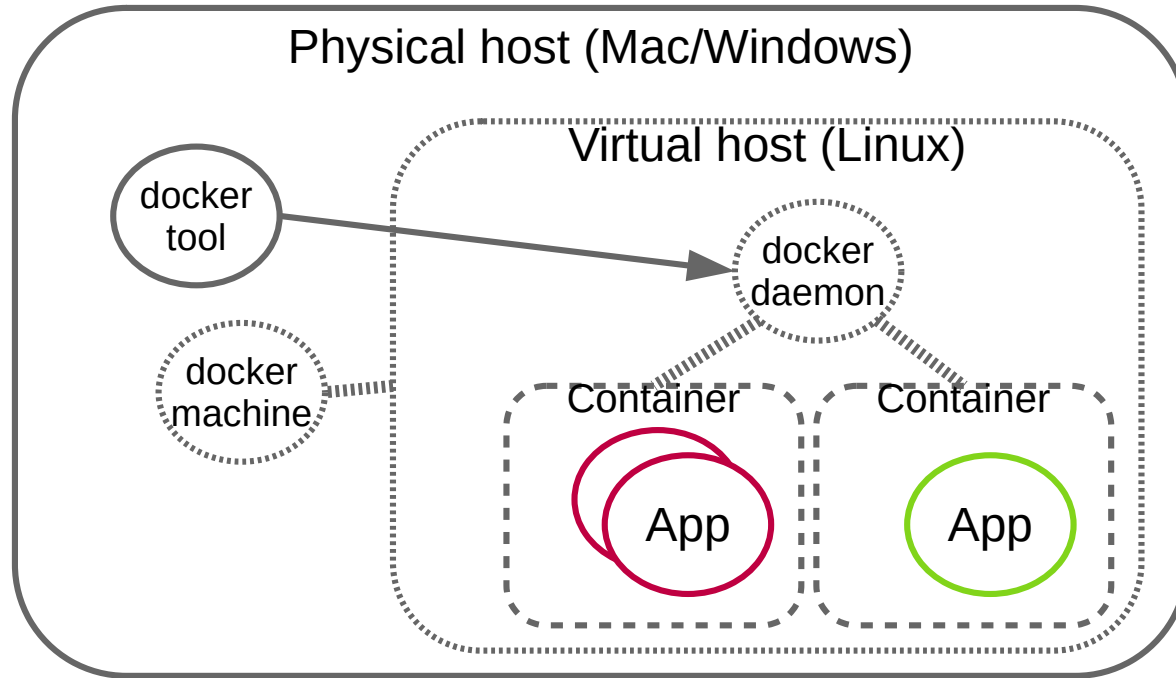 Physical host (Mac/Windows)
Virtual host (Linux)
docker
tool
docker
daemon
docker
machine
Container
Container
App
App